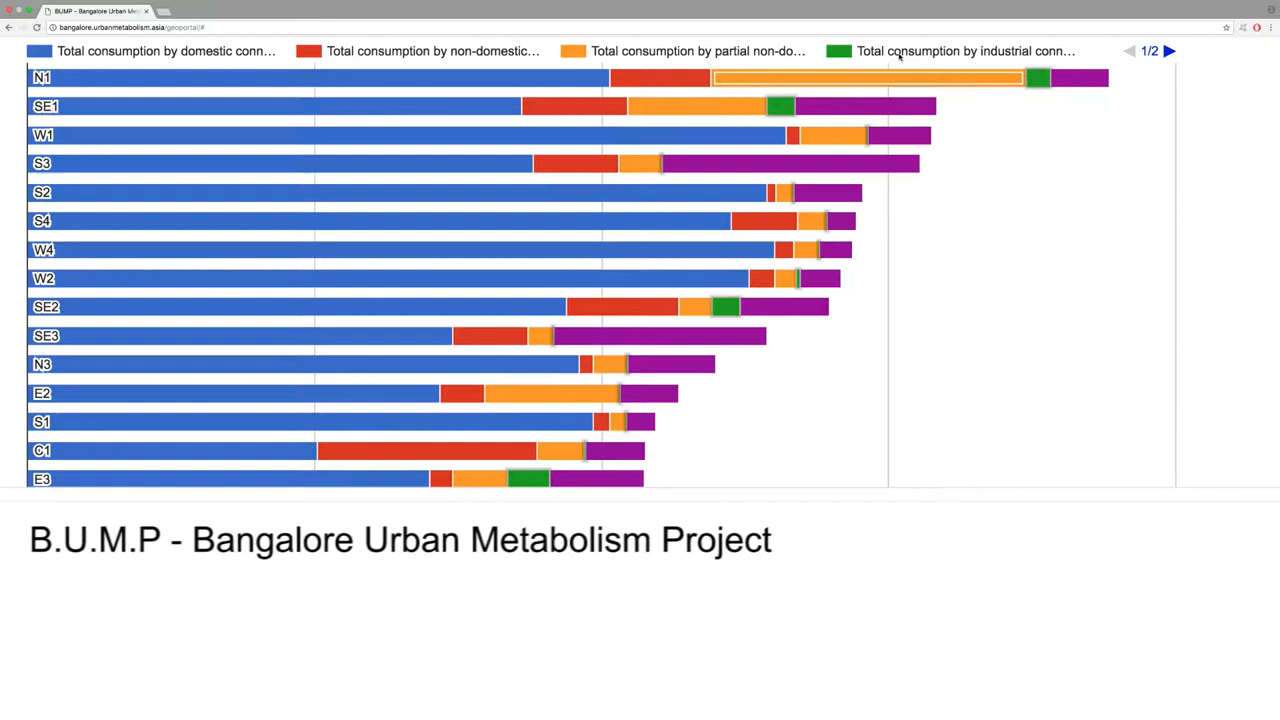 BUMP - Bangalore Urban Met
bangalore.urbanmetabolism.asia/geoportal/#
Total consumption by domestic conn... Total consumption by non-domestic... Total consumption by partial non-do... Total consumption by industrial conn... 1/2
N1
SE1
W1
S3
S2
S4
W4
W2
SE2
SE3
N3
E2
S1
C1
E3
B.U.M.P - Bangalore Urban Metabolism Project